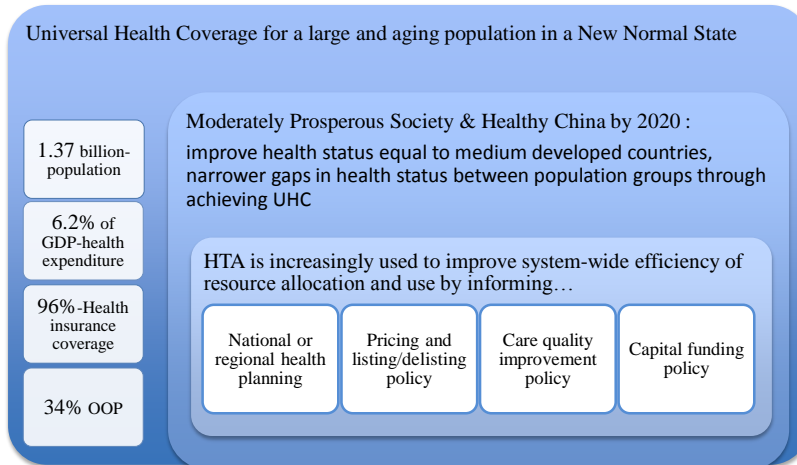 Universal Health Coverage for a large and aging population in a New Normal State
1.37 billion-
population
6.2% of
GDP-health
expenditure
96%-Health
insurance
coverage
34% OOP
Moderately Prosperous Society & Healthy China by 2020 :
improve health status equal to medium developed countries,
narrower gaps in health status between population groups through
achieving UHC
HTA is increasingly used to improve system-wide efficiency of
resource allocation and use by informing…
National or
regional health
planning
Pricing and
listing/delisting
policy
Care quality
improvement
policy
Capital funding
policy